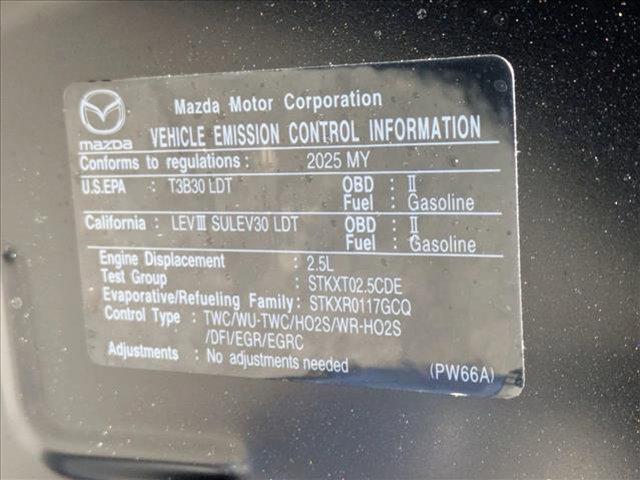 mazda
Mazda Motor Corporation
VEHICLE EMISSION CONTROL INFORMATION
Conforms to regulations : 2025 MY
U.S.EPA : T3B30 LDT OBD : II
Fuel : Gasoline
California : LEVIII SULEV30 LDT OBD : II
Fuel : Gasoline
Engine Displacement : 2.5L
Test Group : STKXT02.5CDE
Evaporative/Refueling Family: STKXR0117GCQ
Control Type : TWC/WU-TWC/HO2S/WR-HO2S
/DFI/EGR/EGRC
Adjustments : No adjustments needed
(PW66A)